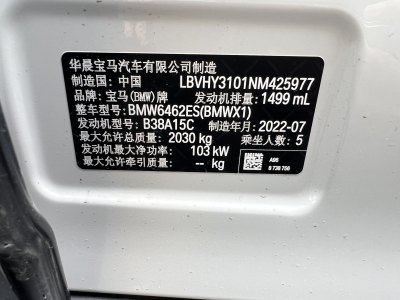 华晨宝马汽车有限公司制造
制造国：中国 LBVHY3101NM425977
品牌：宝马(BMW)牌 发动机排量：1499 mL
整车型号：BMW6462ES(BMWX1)
发动机型号：B38A15C 制造年月：2022-07
最大允许总质量：2030 kg 乘坐人数：5
发动机最大净功率：103 kW
最大允许牵引质量：-- kg
A96
8 738 756